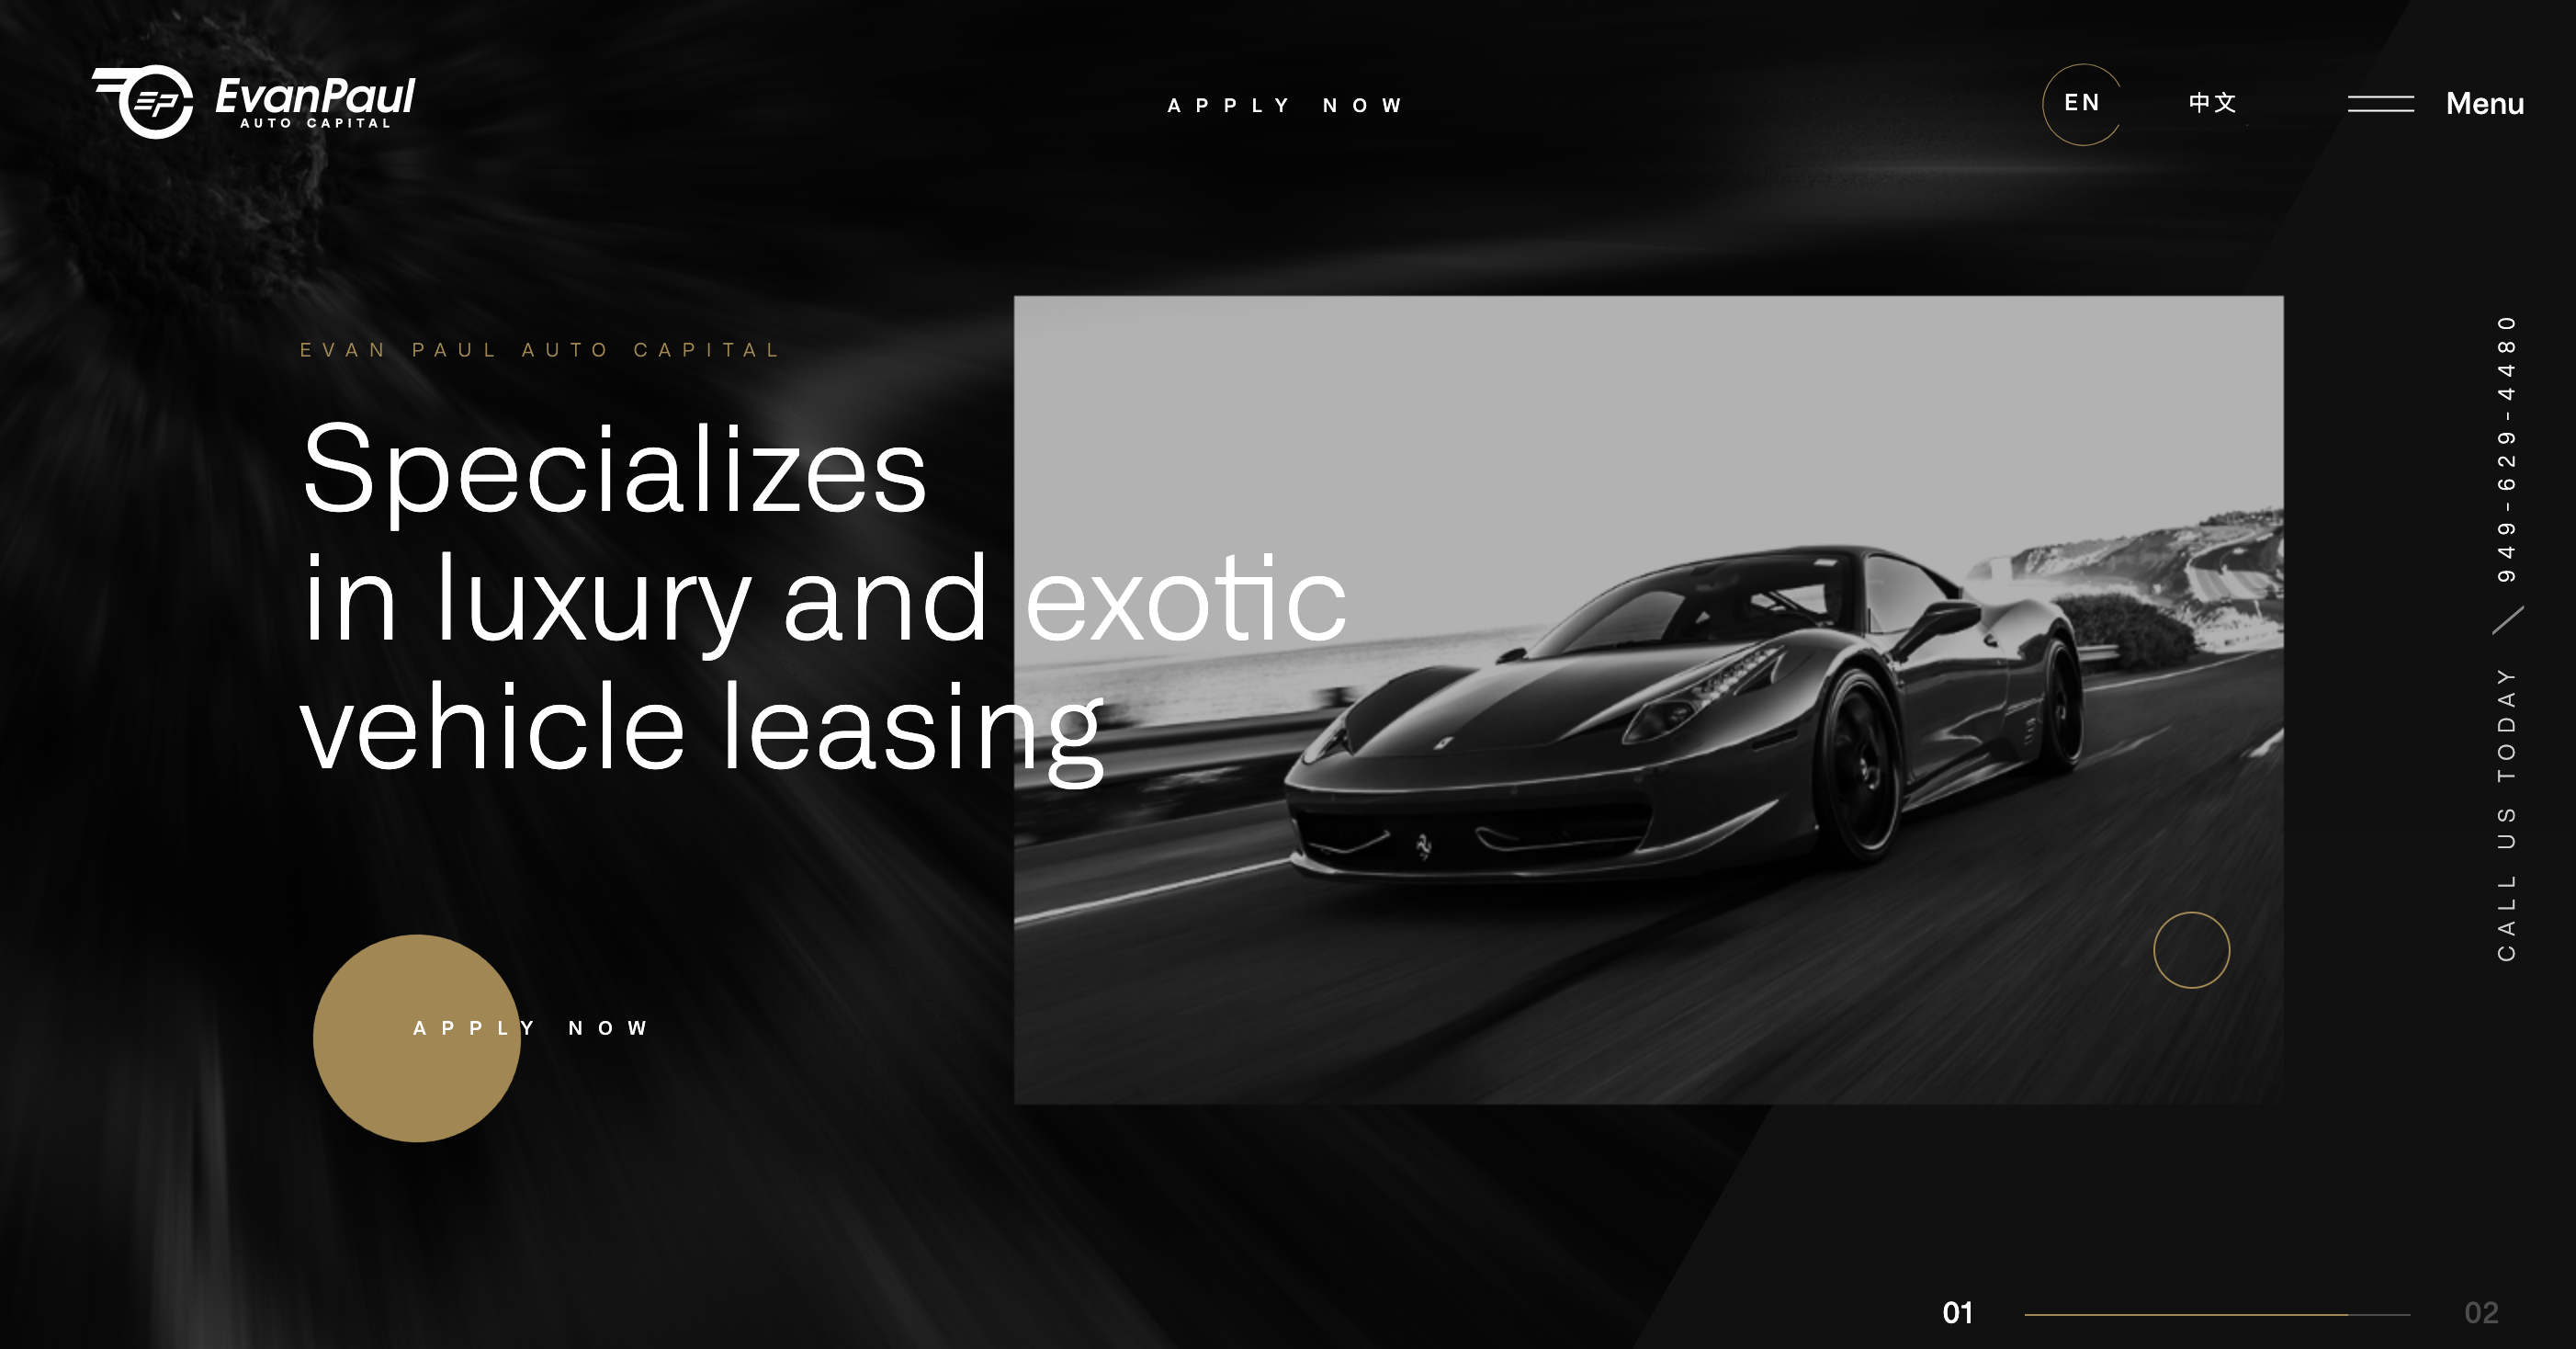 EP
EvanPaul
AUTO CAPITAL
APPLY NOW
EN
中文
Menu
EVAN PAUL AUTO CAPITAL
Specializes
in luxury and exotic
vehicle leasing
APPLY NOW
CALL US TODAY / 949-629-4480
01
02